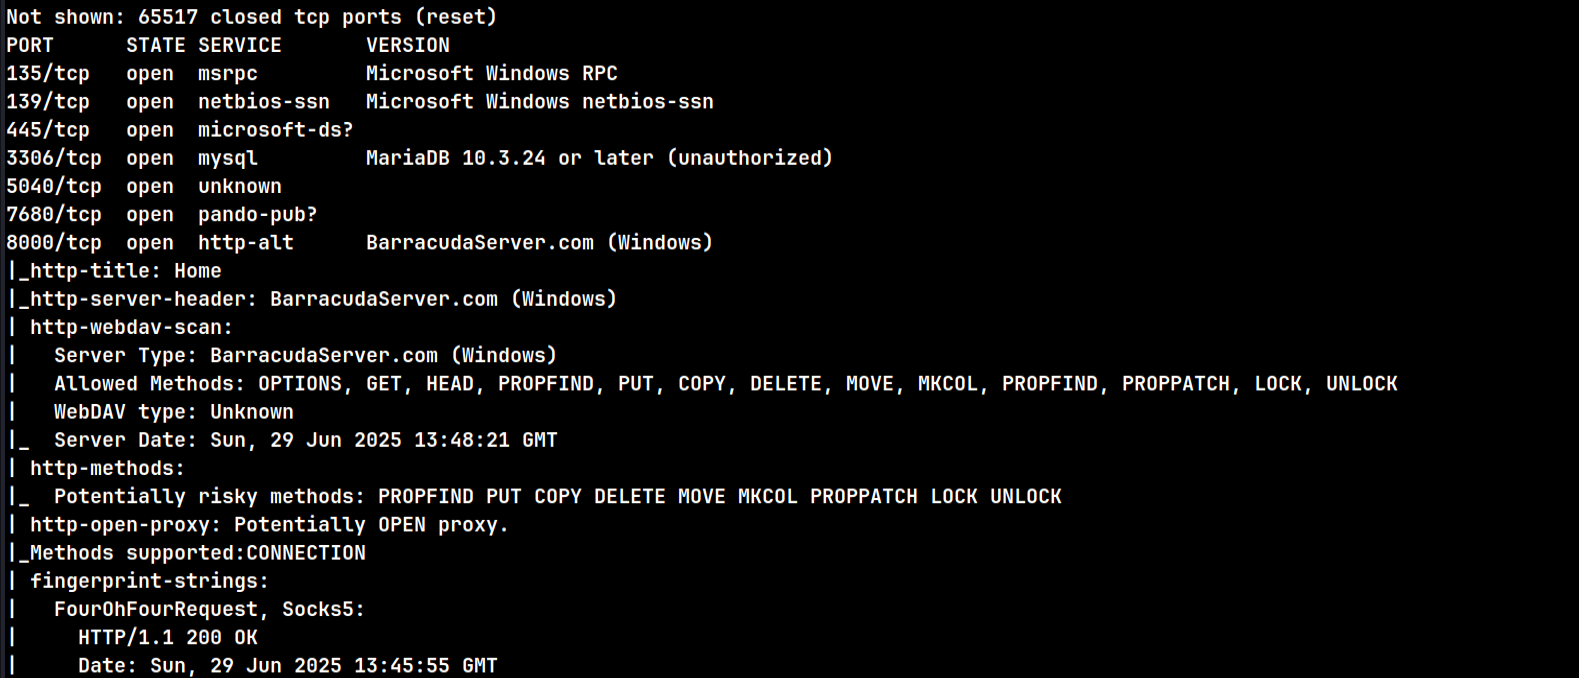 Not shown: 65517 closed tcp ports (reset)
PORT      STATE SERVICE       VERSION
135/tcp   open  msrpc         Microsoft Windows RPC
139/tcp   open  netbios-ssn   Microsoft Windows netbios-ssn
445/tcp   open  microsoft-ds?
3306/tcp  open  mysql         MariaDB 10.3.24 or later (unauthorized)
5040/tcp  open  unknown
7680/tcp  open  pando-pub?
8000/tcp  open  http-alt      BarracudaServer.com (Windows)
|_http-title: Home
|_http-server-header: BarracudaServer.com (Windows)
| http-webdav-scan:
|   Server Type: BarracudaServer.com (Windows)
|   Allowed Methods: OPTIONS, GET, HEAD, PROPFIND, PUT, COPY, DELETE, MOVE, MKCOL, PROPFIND, PROPPATCH, LOCK, UNLOCK
|   WebDAV type: Unknown
|_  Server Date: Sun, 29 Jun 2025 13:48:21 GMT
| http-methods:
|_  Potentially risky methods: PROPFIND PUT COPY DELETE MOVE MKCOL PROPPATCH LOCK UNLOCK
| http-open-proxy: Potentially OPEN proxy.
|_Methods supported:CONNECTION
| fingerprint-strings:
|   FourOhFourRequest, Socks5:
|     HTTP/1.1 200 OK
|     Date: Sun, 29 Jun 2025 13:45:55 GMT